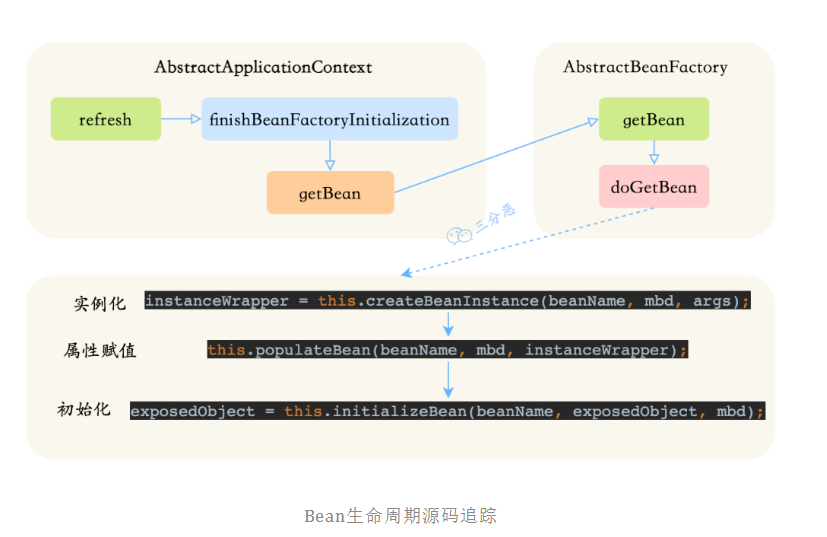 AbstractApplicationContext
AbstractBeanFactory
refresh
finishBeanFactoryInitialization
getBean
getBean
doGetBean
三分恶
实例化
instanceWrapper = this.createBeanInstance(beanName, mbd, args);
属性赋值
this.populateBean(beanName, mbd, instanceWrapper);
初始化
exposedObject = this.initializeBean(beanName, exposedObject, mbd);
Bean生命周期源码追踪